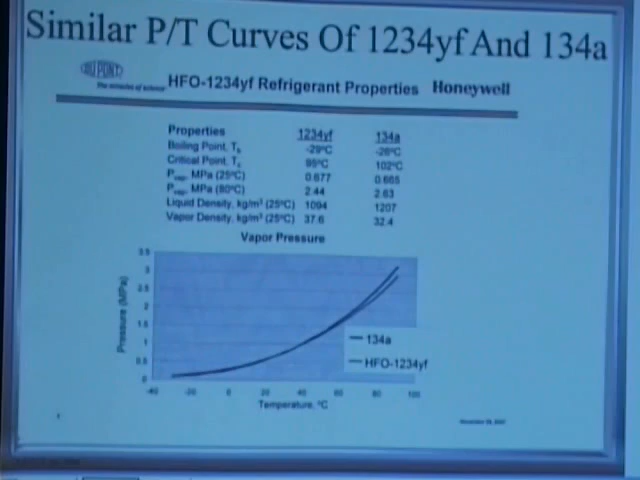 Similar P/T Curves Of 1234yf And 134a
DU PONT
The miracles of science
HFO-1234yf Refrigerant Properties
Honeywell
Properties 1234yf 134a
Boiling Point, Tb -29°C -26°C
Critical Point, Tc 95°C 102°C
Pvap, MPa (25°C) 0.677 0.665
Pvap, MPa (80°C) 2.44 2.63
Liquid Density, kg/m³ (25°C) 1094 1207
Vapor Density, kg/m³ (25°C) 37.6 32.4
Vapor Pressure
Pressure (MPa)
3.5
3
2.5
2
1.5
1
0.5
0
-40 -20 0 20 40 60 80 100
Temperature, °C
134a
HFO-1234yf